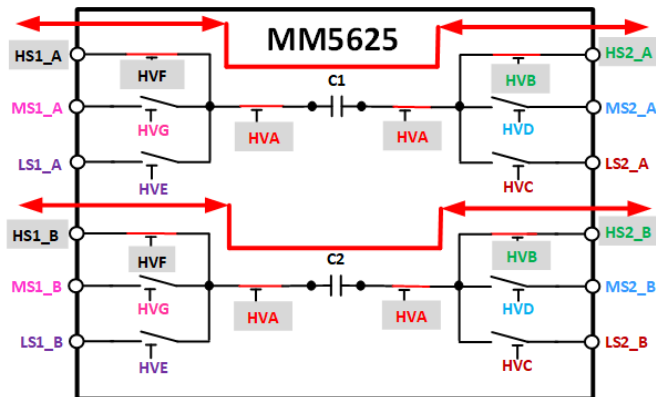 MM5625
HS1_A
HVF
C1
HVB
HS2_A
MS1_A
HVG
HVA
HVA
HVD
MS2_A
LS1_A
HVE
HVC
LS2_A
HS1_B
HVF
C2
HVB
HS2_B
MS1_B
HVG
HVA
HVA
HVD
MS2_B
LS1_B
HVE
HVC
LS2_B